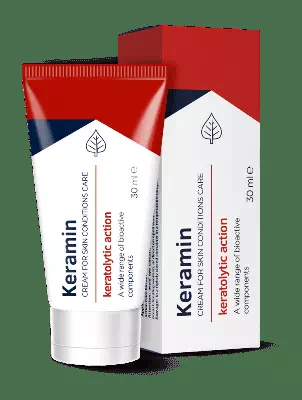 Keramin
CREAM FOR SKIN CONDITIONS CARE
keratolytic action
A wide range of bioactive
components
30 ml ℮
Keramin
CREAM FOR SKIN CONDITIONS CARE
keratolytic action
A wide range of bioactive
components
30 ml ℮